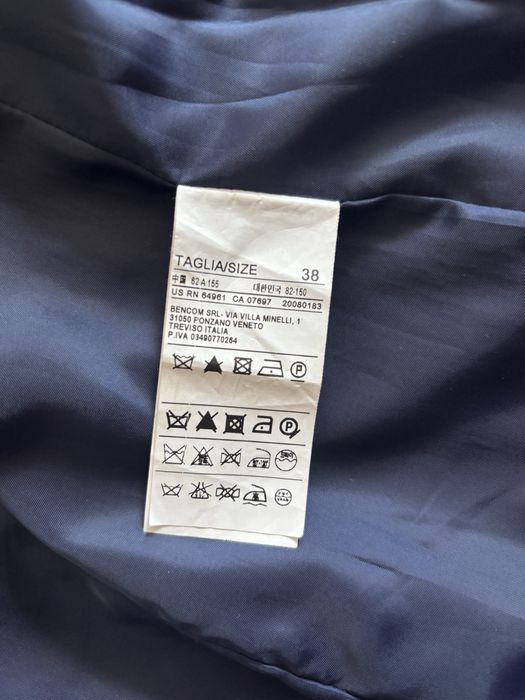 TAGLIA/SIZE 38
中国 82-A-155 대한민국 82-150
US RN 64961 CA 07697 20080183
BENCOM SRL- VIA VILLA MINELLI, 1
31050 PONZANO VENETO
TREVISO ITALIA
P.IVA 03490770264
P
P